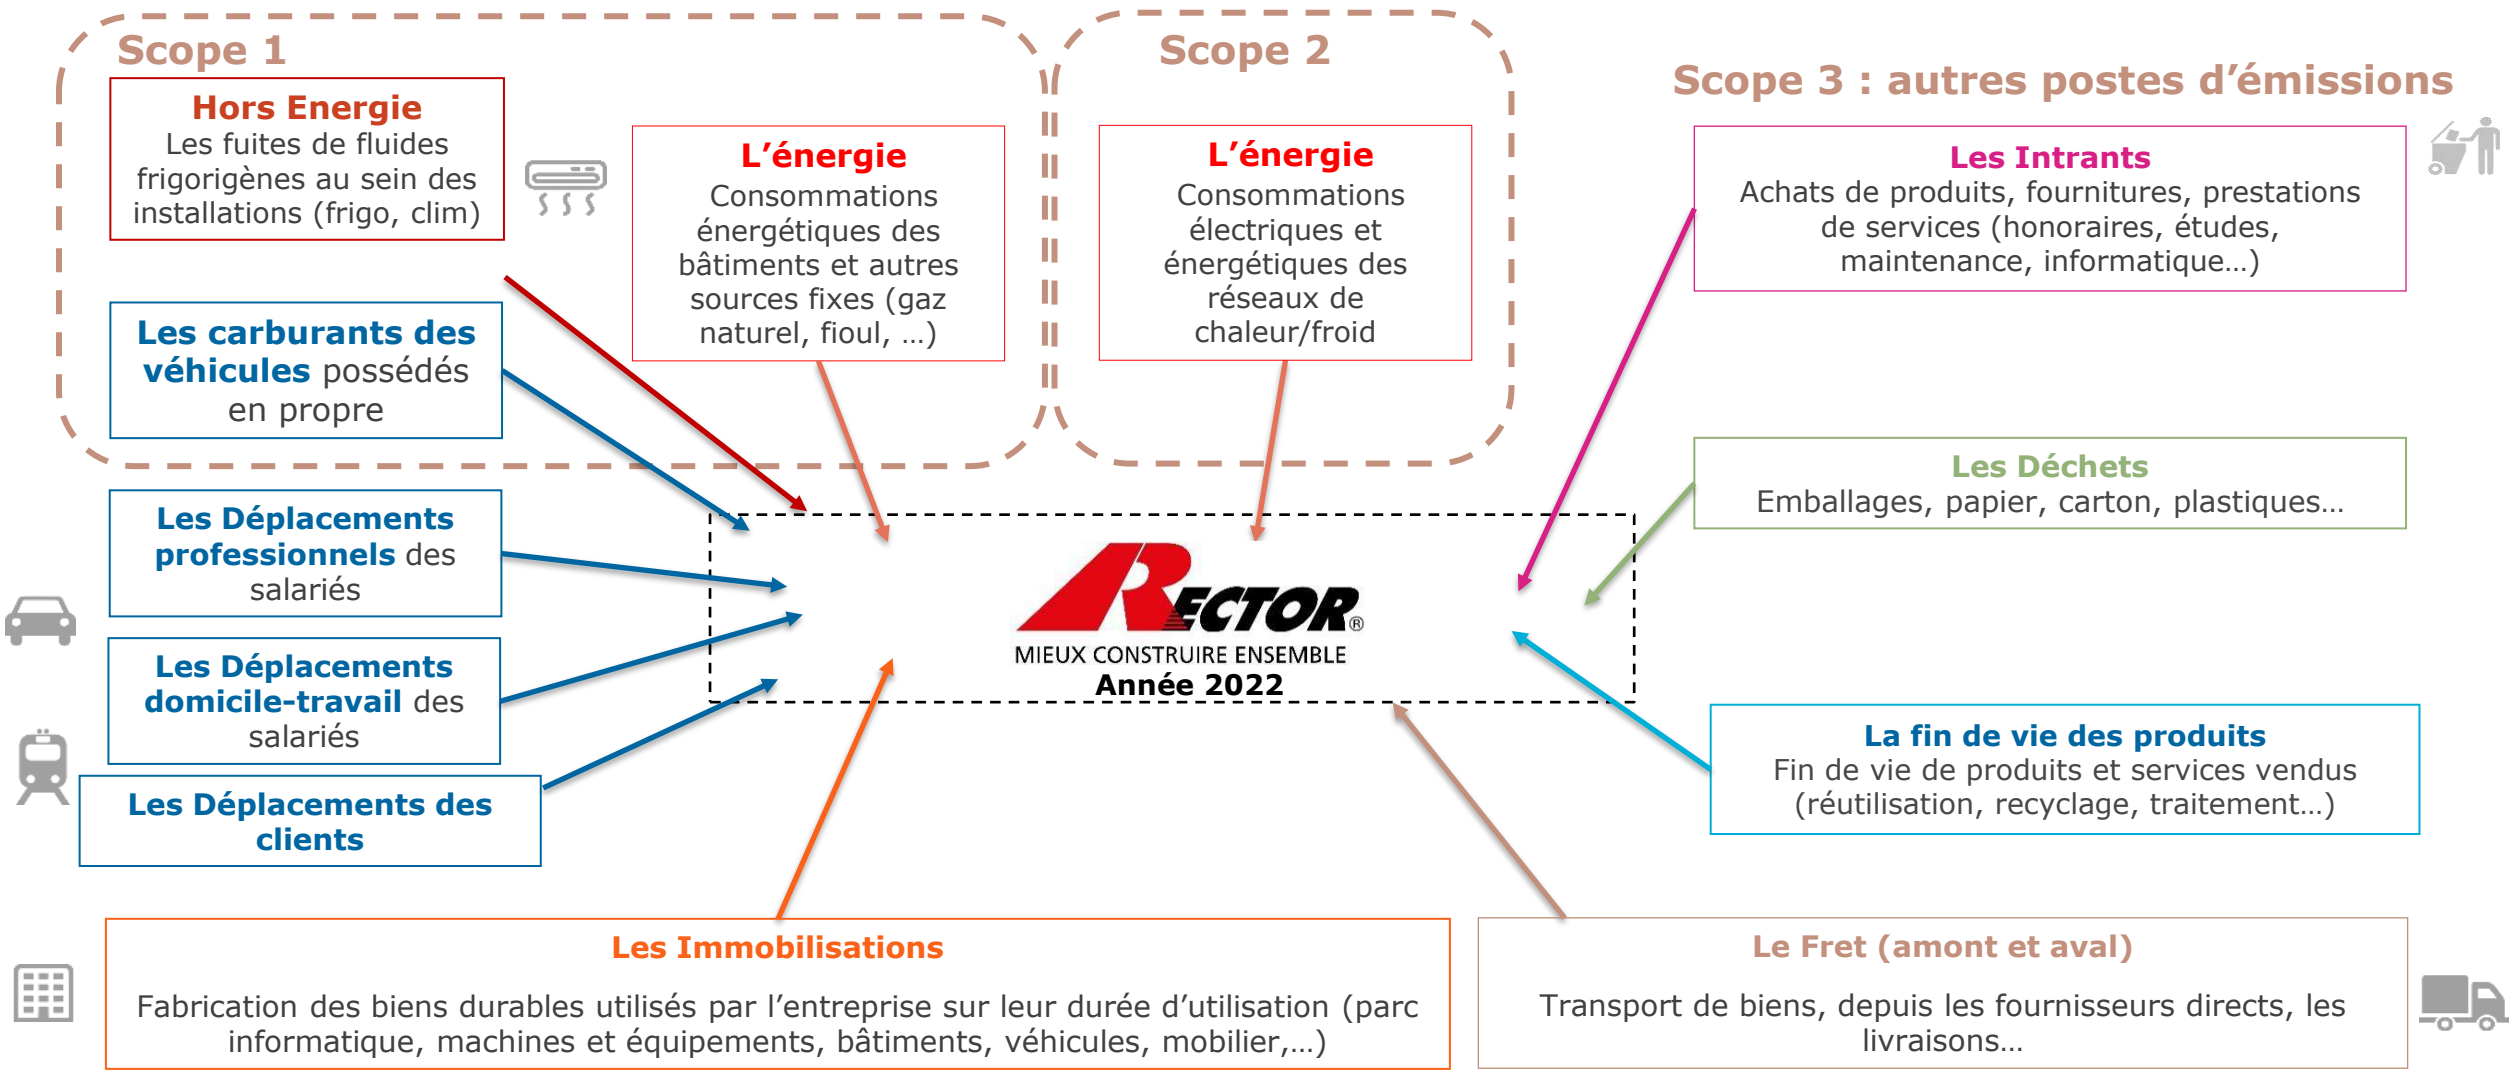 Scope 1
Hors Energie
Les fuites de fluides
frigorigènes au sein des
installations (frigo, clim)
L’énergie
Consommations
énergétiques des
bâtiments et autres
sources fixes (gaz
naturel, fioul, …)
Les carburants des
véhicules possédés
en propre
Scope 2
L’énergie
Consommations
électriques et
énergétiques des
réseaux de
chaleur/froid
Scope 3 : autres postes d’émissions
Les Intrants
Achats de produits, fournitures, prestations
de services (honoraires, études,
maintenance, informatique…)
Les Déchets
Emballages, papier, carton, plastiques…
Les Déplacements
professionnels des
salariés
Les Déplacements
domicile-travail des
salariés
Les Déplacements des
clients
RECTOR®
MIEUX CONSTRUIRE ENSEMBLE
Année 2022
La fin de vie des produits
Fin de vie de produits et services vendus
(réutilisation, recyclage, traitement…)
Les Immobilisations
Fabrication des biens durables utilisés par l’entreprise sur leur durée d’utilisation (parc
informatique, machines et équipements, bâtiments, véhicules, mobilier,…)
Le Fret (amont et aval)
Transport de biens, depuis les fournisseurs directs, les
livraisons…